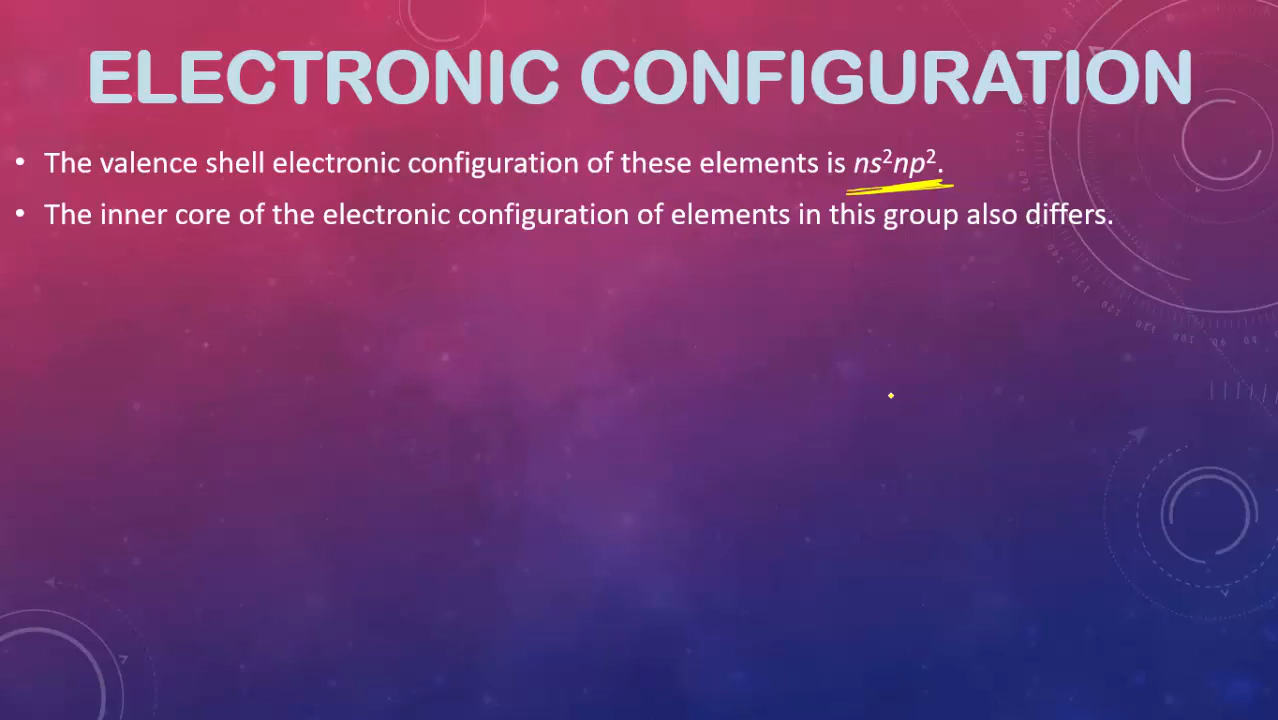 ELECTRONIC CONFIGURATION
• The valence shell electronic configuration of these elements is ns²np².
• The inner core of the electronic configuration of elements in this group also differs.